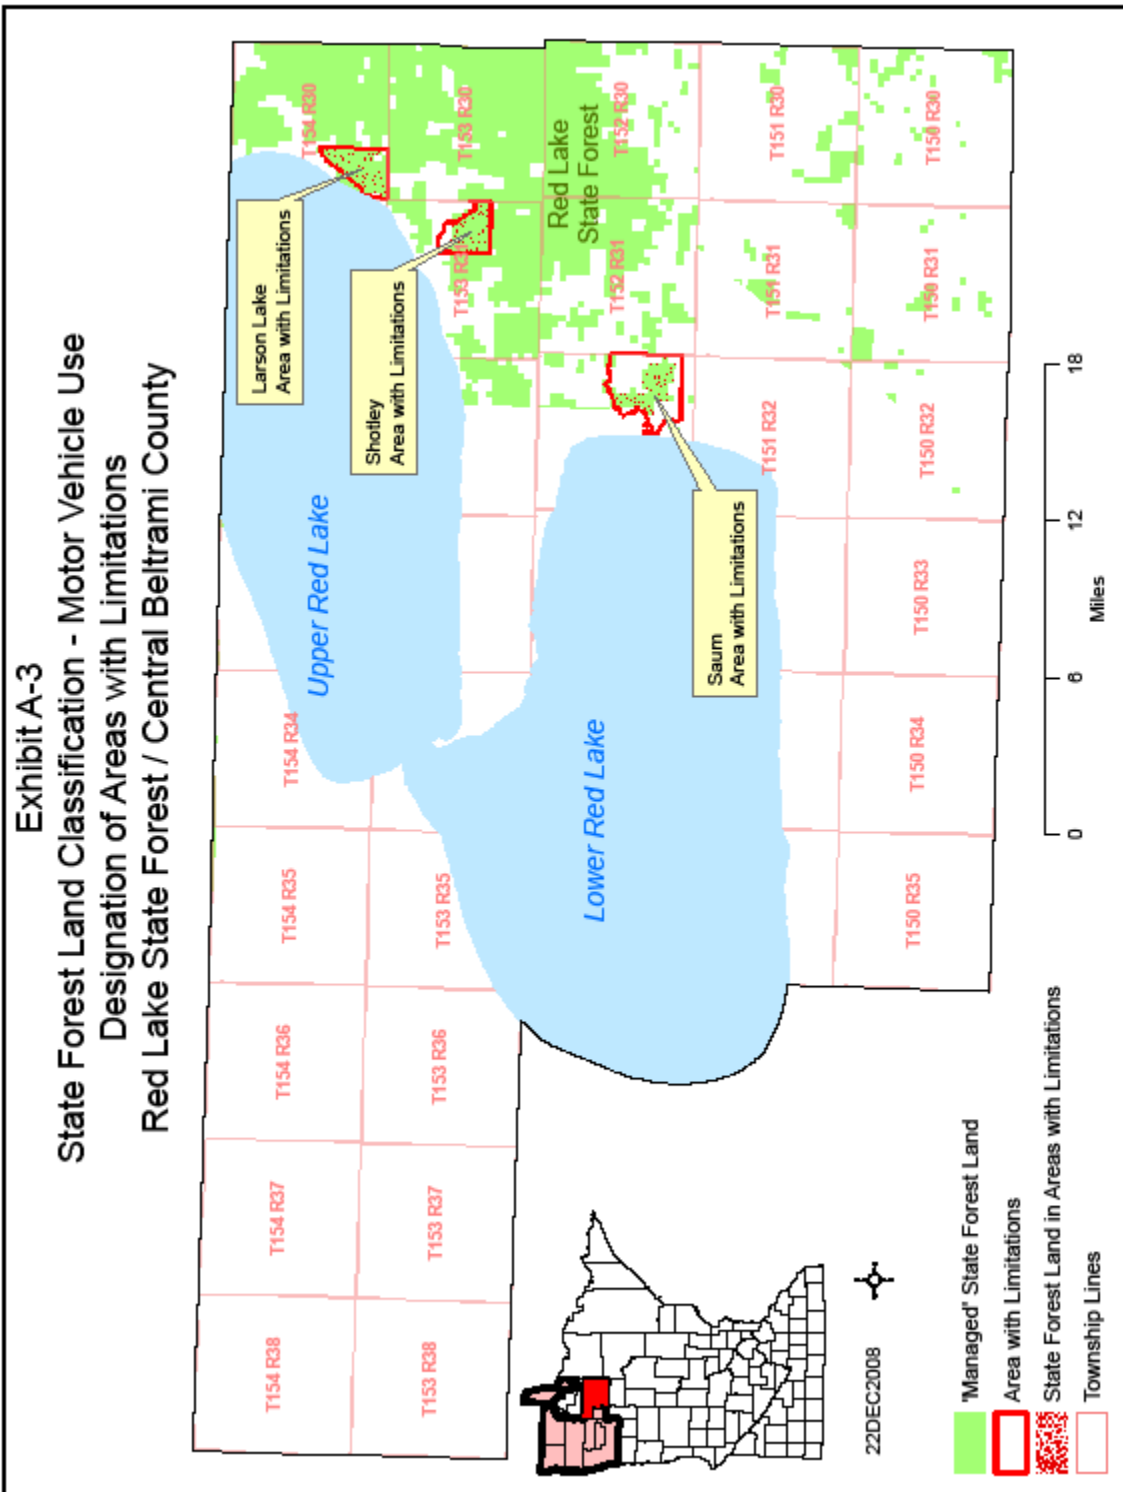 Exhibit A-3
State Forest Land Classification - Motor Vehicle Use
Designation of Areas with Limitations
Red Lake State Forest / Central Beltrami County
T154 R38
T154 R37
T154 R36
T154 R35
T154 R34
T154 R30
T153 R38
T153 R37
T153 R36
T153 R35
T153 R31
T153 R30
T152 R31
T152 R30
T151 R32
T151 R31
T151 R30
T150 R35
T150 R34
T150 R33
T150 R32
T150 R31
T150 R30
Upper Red Lake
Lower Red Lake
Red Lake
State Forest
Larson Lake
Area with Limitations
Shotley
Area with Limitations
Saum
Area with Limitations
0
6
12
18
Miles
22DEC2008
'Managed' State Forest Land
Area with Limitations
State Forest Land in Areas with Limitations
Township Lines